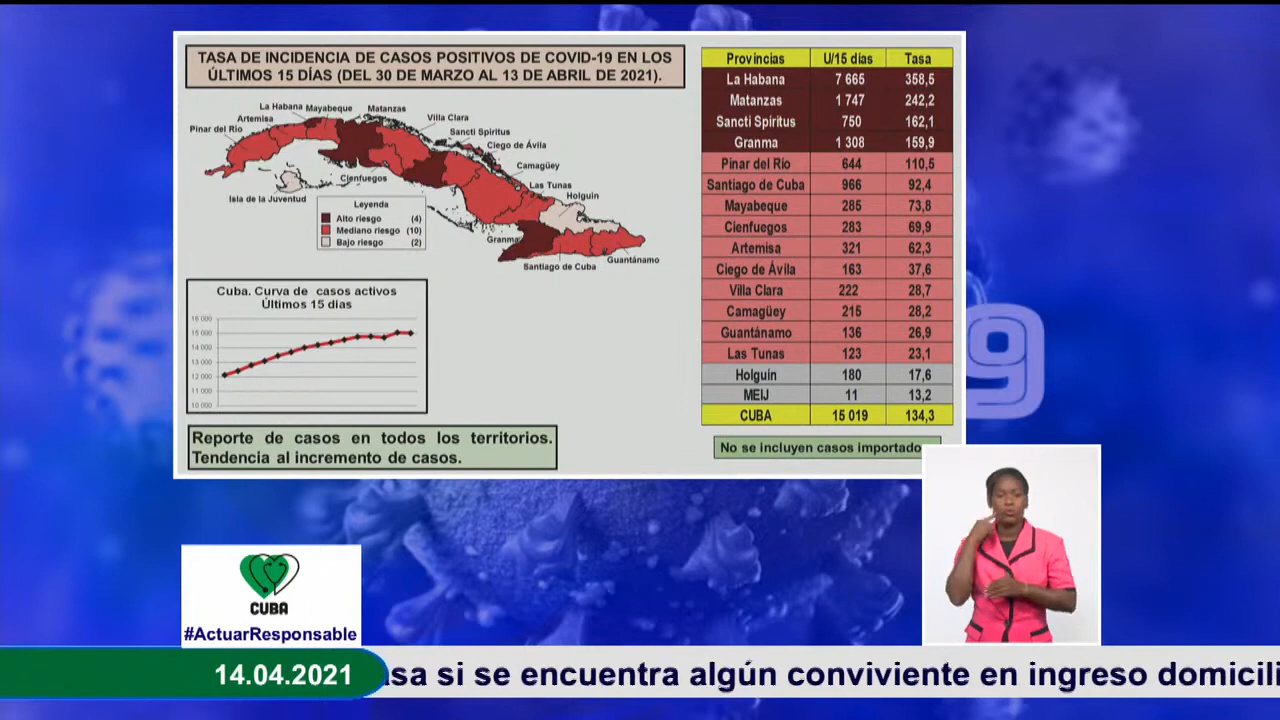 TASA DE INCIDENCIA DE CASOS POSITIVOS DE COVID-19 EN LOS
ÚLTIMOS 15 DÍAS (DEL 30 DE MARZO AL 13 DE ABRIL DE 2021).
La Habana
Mayabeque
Matanzas
Artemisa
Villa Clara
Pinar del Río
Sancti Spiritus
Ciego de Ávila
Camagüey
Cienfuegos
Las Tunas
Isla de la Juventud
Holguin
Granma
Guantánamo
Santiago de Cuba
Leyenda
Alto riesgo (4)
Mediano riesgo (10)
Bajo riesgo (2)
Cuba. Curva de casos activos
Últimos 15 dias
16 000
15 000
14 000
13 000
12 000
11 000
10 000
Reporte de casos en todos los territorios.
Tendencia al incremento de casos.
Provincias U/15 días Tasa
La Habana 7 665 358,5
Matanzas 1 747 242,2
Sancti Spiritus 750 162,1
Granma 1 308 159,9
Pinar del Río 644 110,5
Santiago de Cuba 966 92,4
Mayabeque 285 73,8
Cienfuegos 283 69,9
Artemisa 321 62,3
Ciego de Ávila 163 37,6
Villa Clara 222 28,7
Camagüey 215 28,2
Guantánamo 136 26,9
Las Tunas 123 23,1
Holguin 180 17,6
MEIJ 11 13,2
CUBA 15 019 134,3
No se incluyen casos importado
9
CUBA
#ActuarResponsable
14.04.2021
asa si se encuentra algún conviviente en ingreso domicili